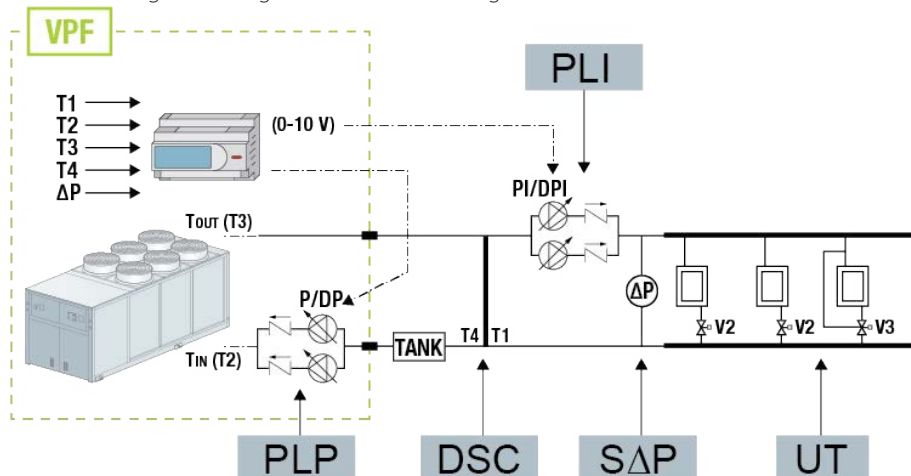 VPF
PLI
T1
T2
T3
T4
ΔP
(0-10 V)
PI/DPI
TOUT (T3)
P/DP
ΔP
V2
V2
V3
TANK
T4
T1
TIN (T2)
PLP
DSC
SΔP
UT